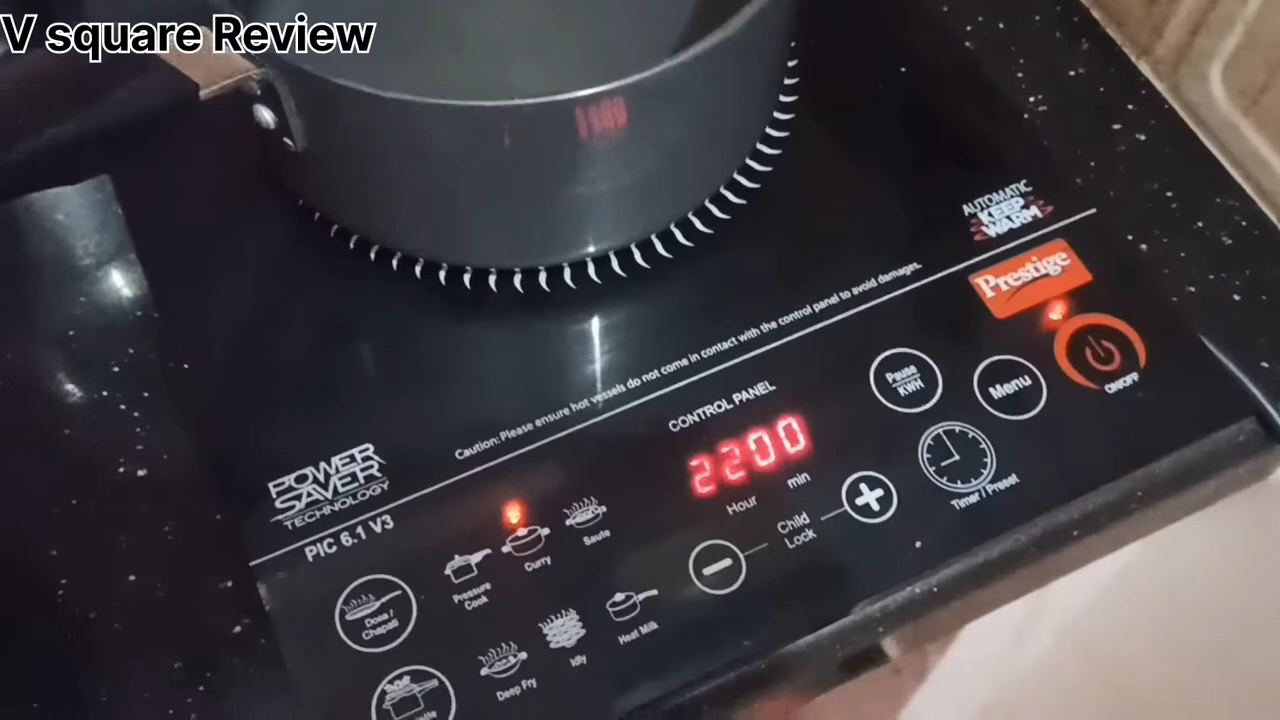 V square Review
AUTOMATIC
KEEP
WARM
Prestige
Caution: Please ensure hot vessels do not come in contact with the control panel to avoid damages.
POWER
SAVER
TECHNOLOGY
PIC 6.1 V3
CONTROL PANEL
2200
Hour
min
Pause
KWH
Menu
ON/OFF
Timer / Preset
Child
Lock
Pressure
Cook
Curry
Saute
Dosa /
Chapati
Deep Fry
Idly
Heat Milk